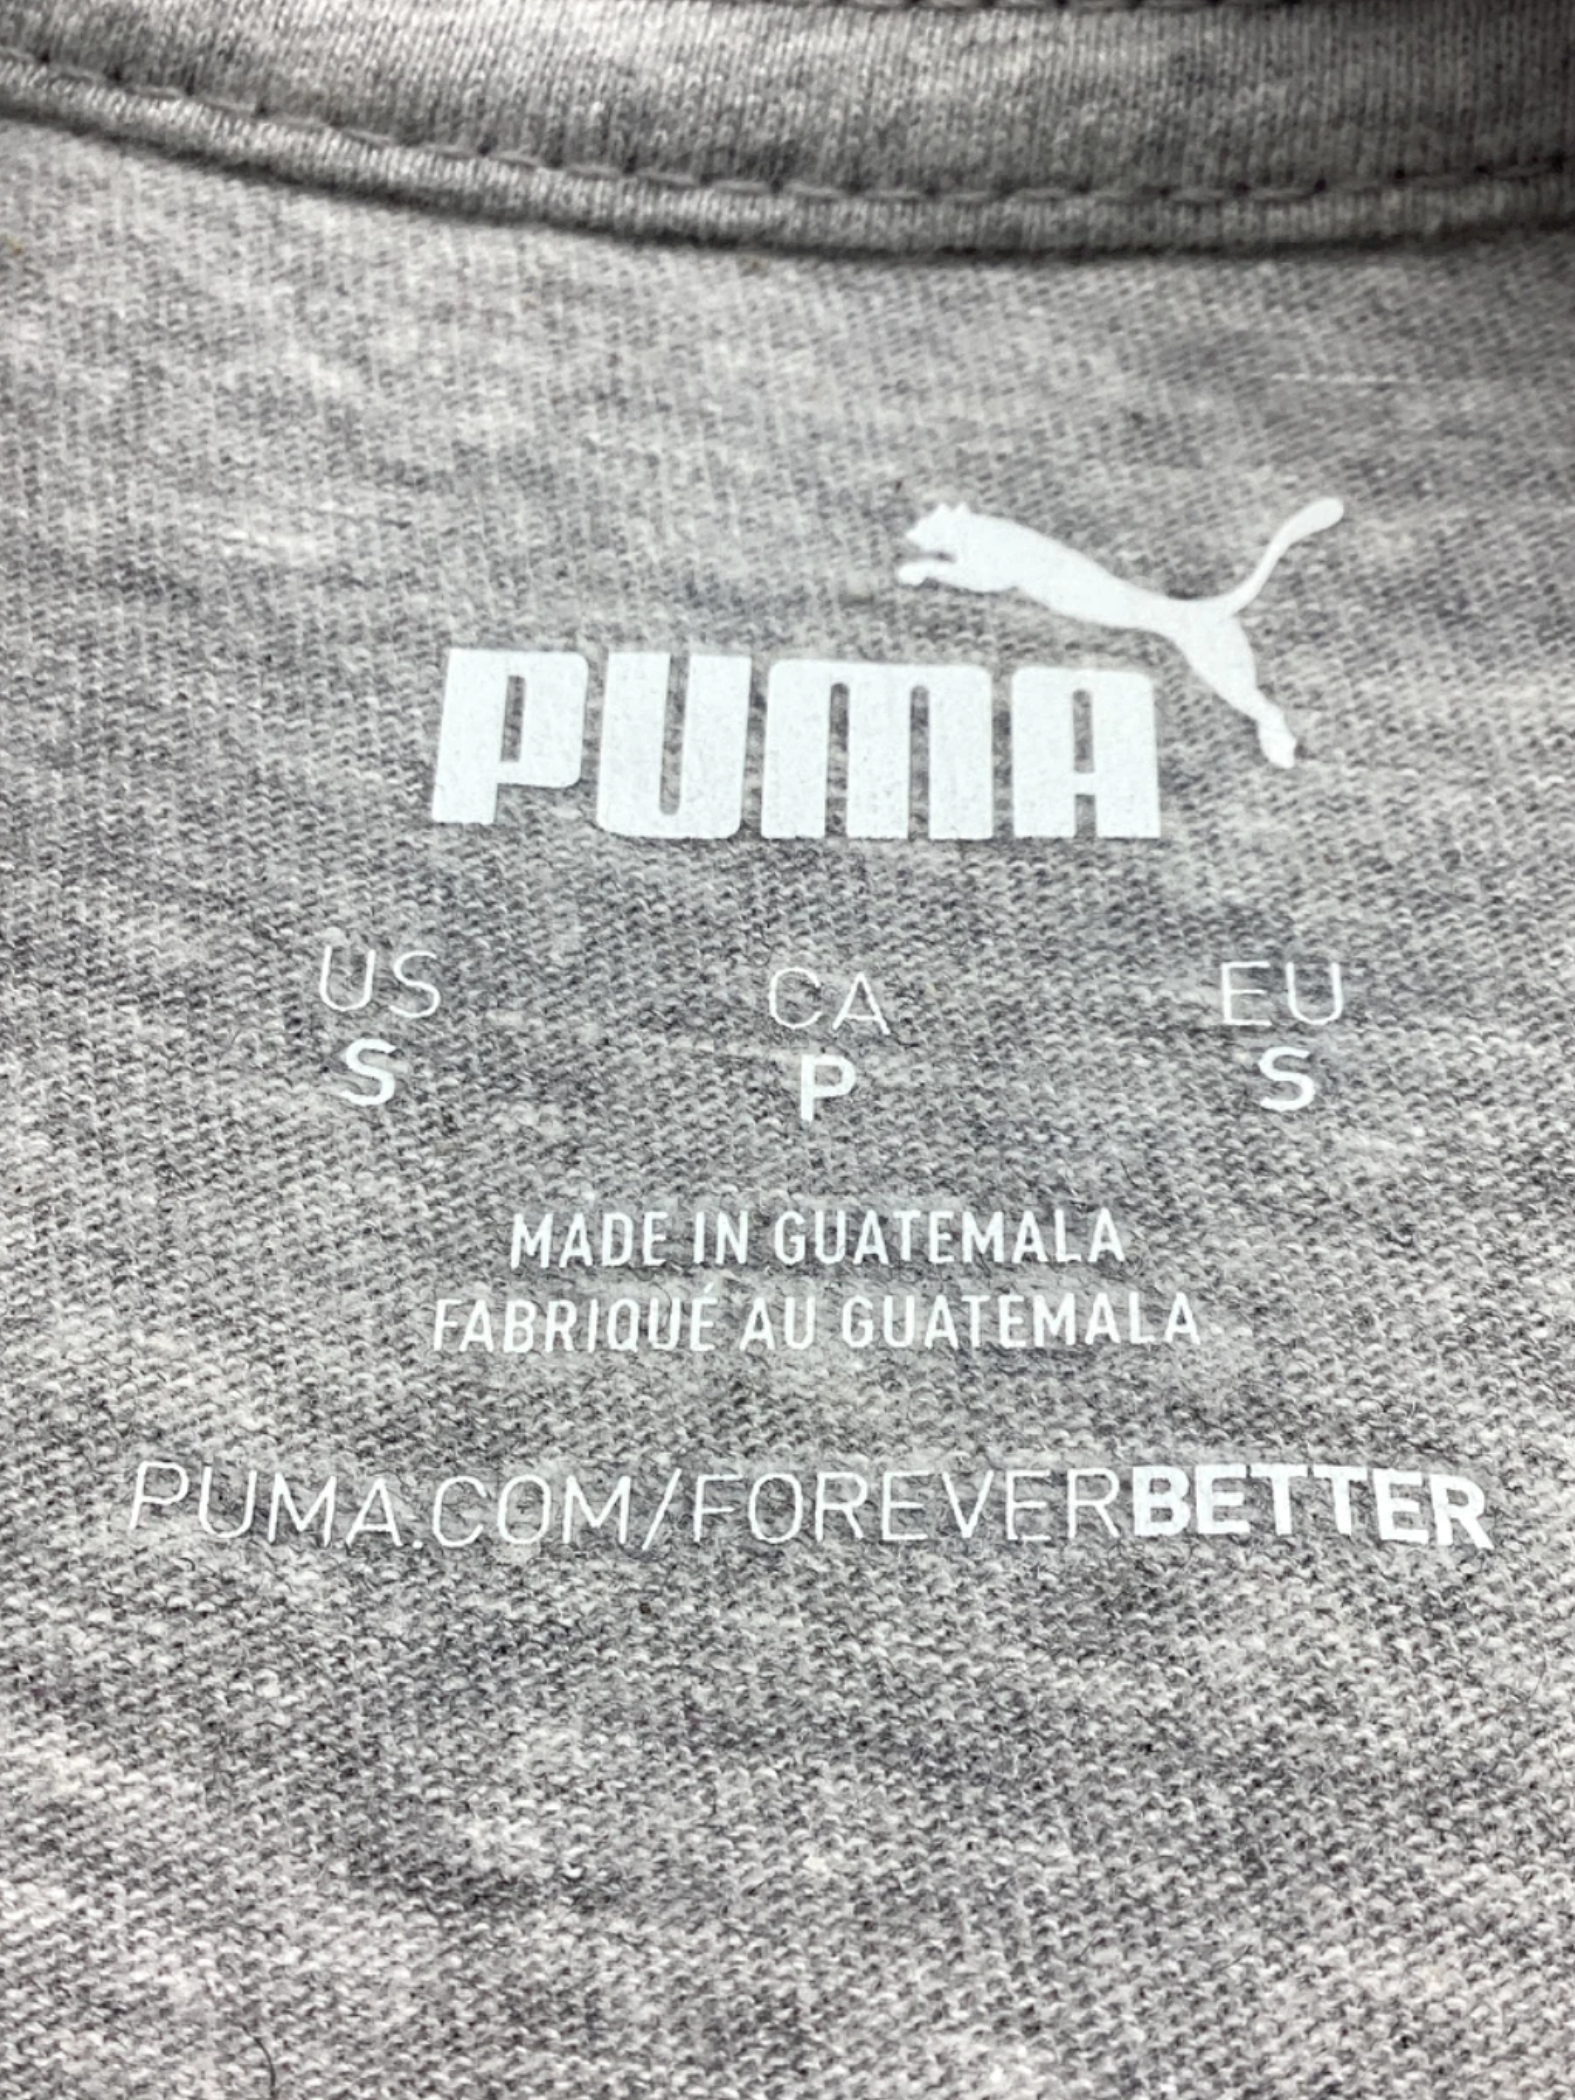 PUMA
US CA EU
S P S
MADE IN GUATEMALA
FABRIQUÉ AU GUATEMALA
PUMA.COM/FOREVERBETTER